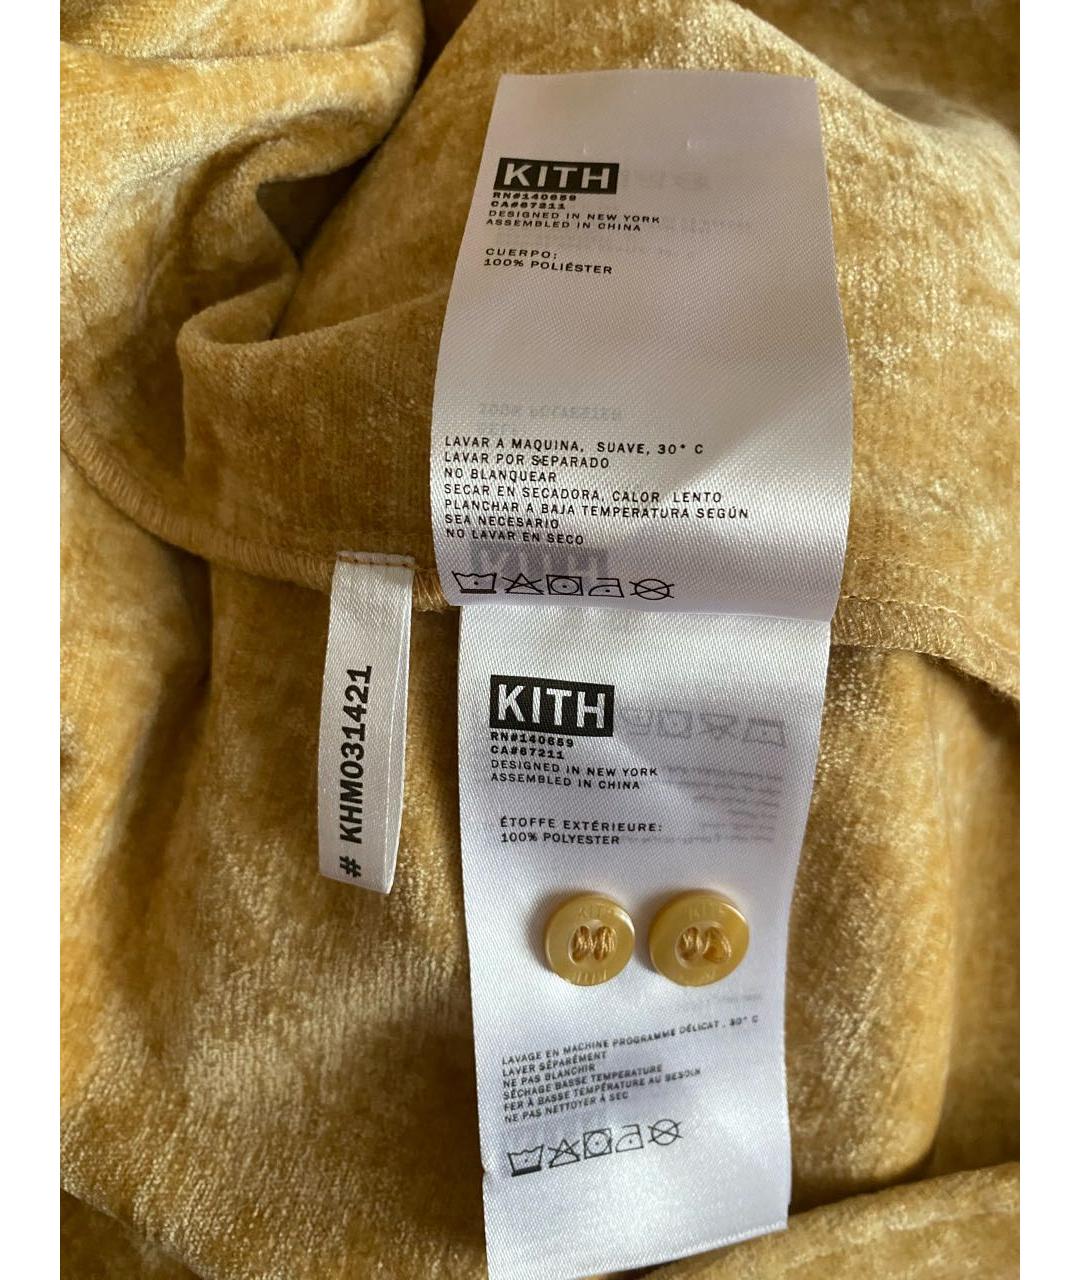 KITH
RN#140659
CA#67211
DESIGNED IN NEW YORK
ASSEMBLED IN CHINA
CUERPO:
100% POLIÉSTER
LAVAR A MAQUINA, SUAVE, 30° C
LAVAR POR SEPARADO
NO BLANQUEAR
SECAR EN SECADORA, CALOR LENTO
PLANCHAR A BAJA TEMPERATURA SEGÚN
SEA NECESARIO
NO LAVAR EN SECO
# KHM031421
KITH
RN#140659
CA#67211
DESIGNED IN NEW YORK
ASSEMBLED IN CHINA
ÉTOFFE EXTÉRIEURE:
100% POLYESTER
KITH
KITH
LAVAGE EN MACHINE PROGRAMME DÉLICAT, 30° C
LAVER SÉPARÉMENT
NE PAS BLANCHIR
SÉCHAGE BASSE TEMPERATURE
FER À BASSE TEMPÉRATURE AU BESOIN
NE PAS NETTOYER À SEC